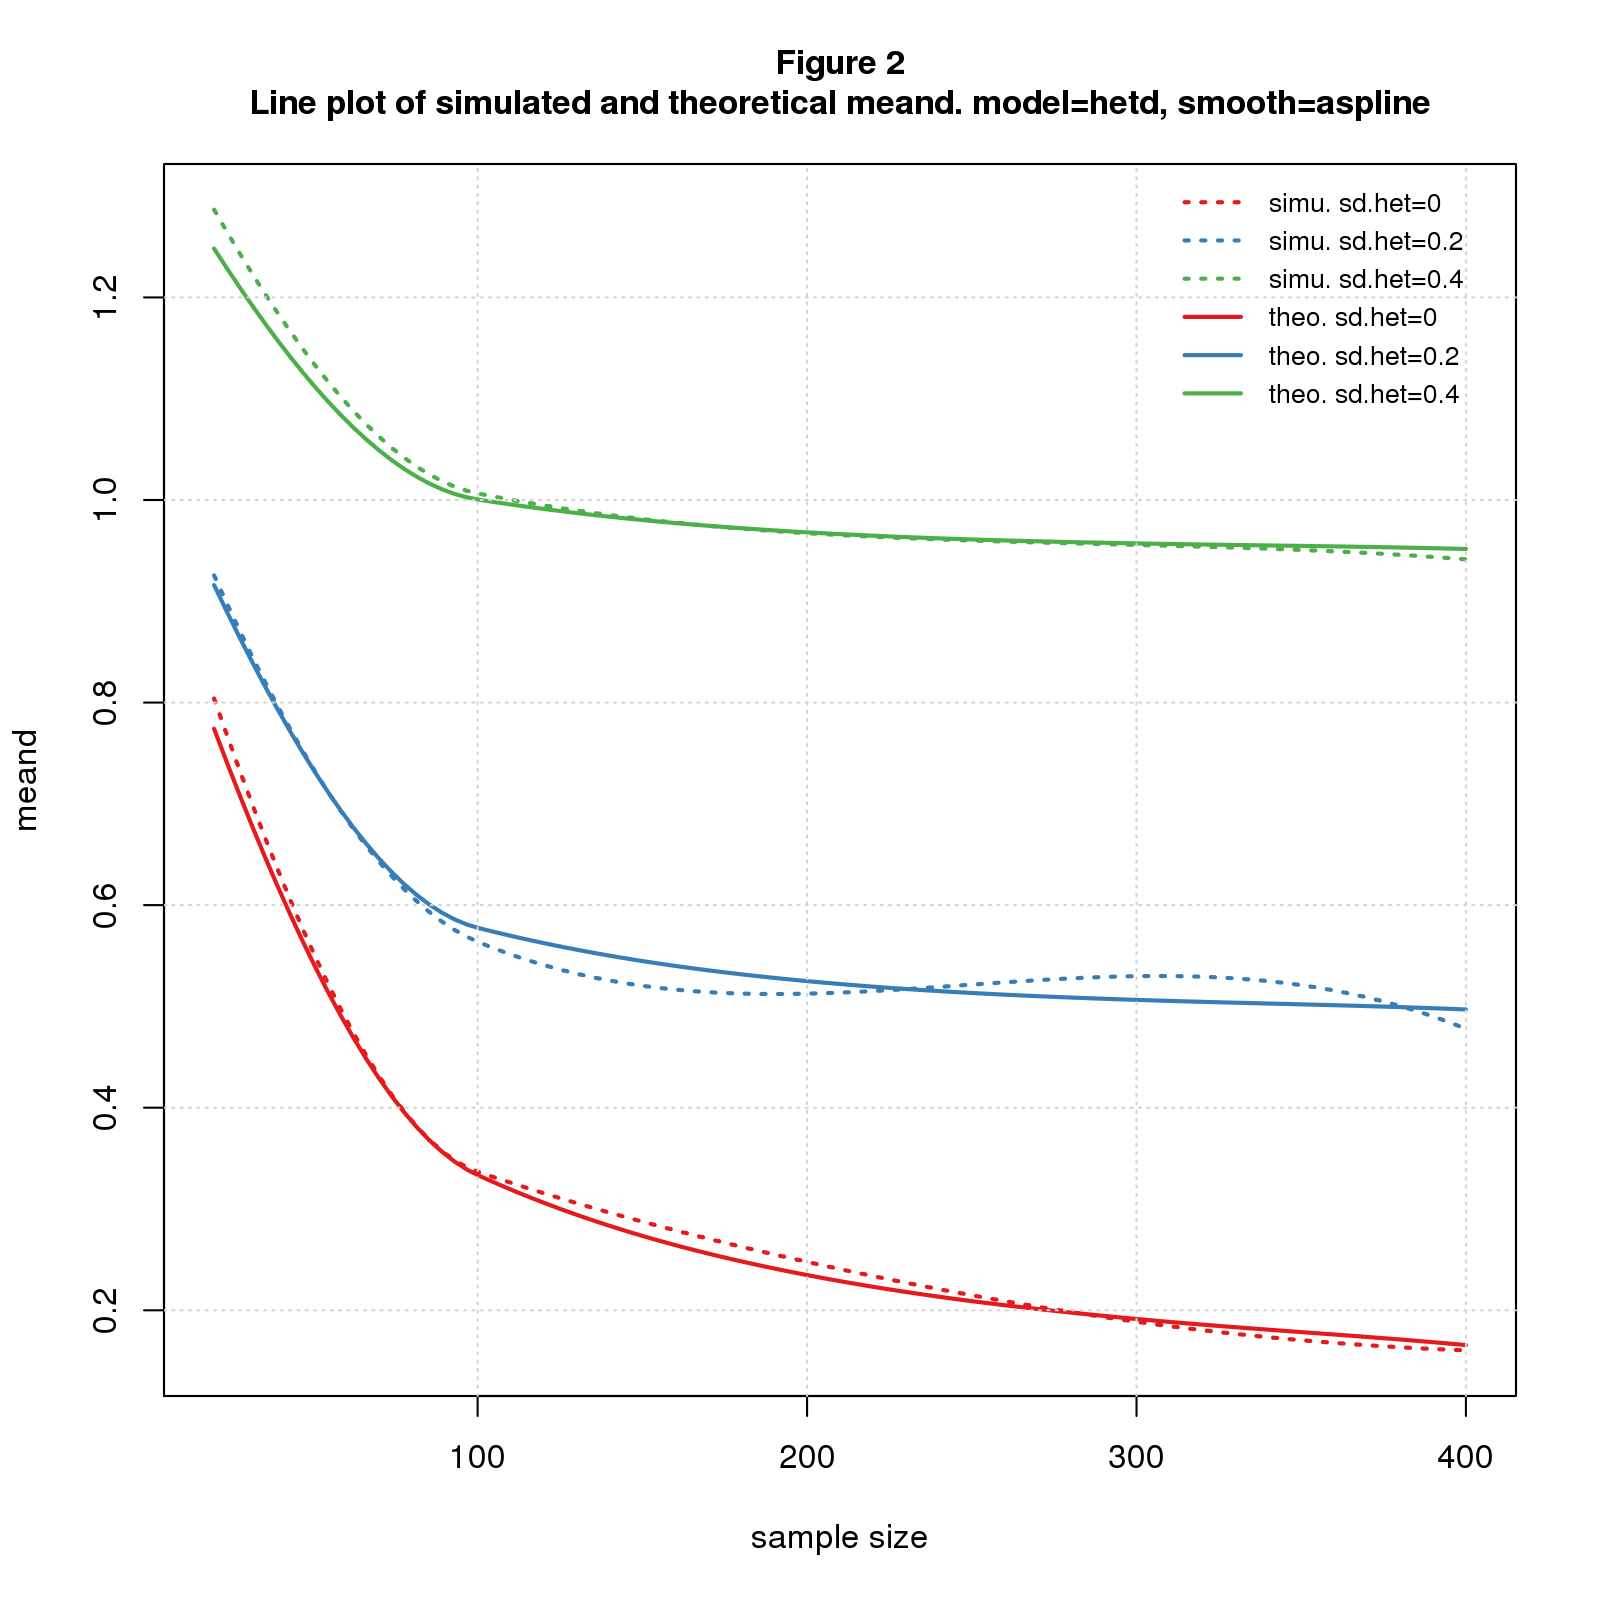 Figure 2
Line plot of simulated and theoretical meand. model=hetd, smooth=aspline
simu. sd.het=0
simu. sd.het=0.2
simu. sd.het=0.4
theo. sd.het=0
theo. sd.het=0.2
theo. sd.het=0.4
meand
1.2
1.0
0.8
0.6
0.4
0.2
100 200 300 400
sample size